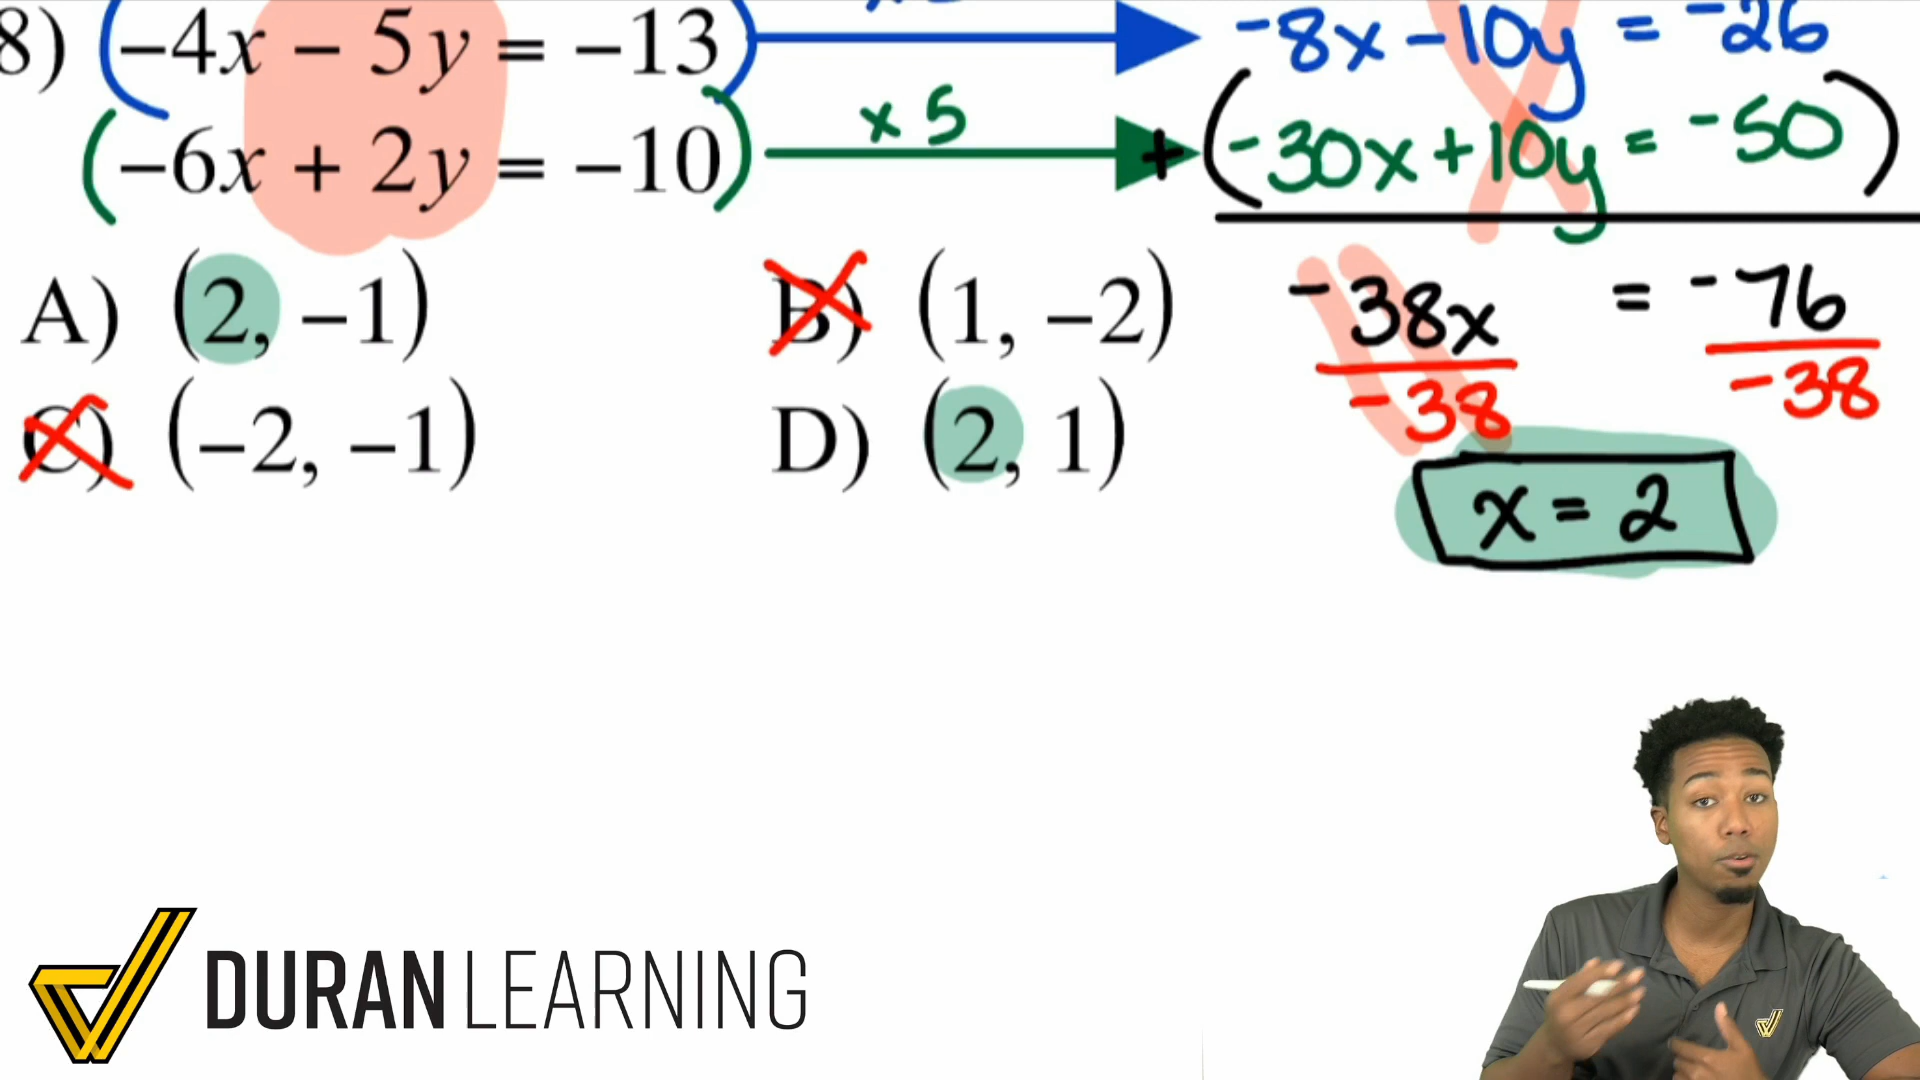 8) −4x − 5y = −13
-8x -10y = -26
−6x + 2y = −10
x 5
+ ( -30x + 10y = -50 )
A) (2, −1)
B) (1, −2)
-38x = -76
-38 -38
C) (−2, −1)
D) (2, 1)
x = 2
DURAN LEARNING